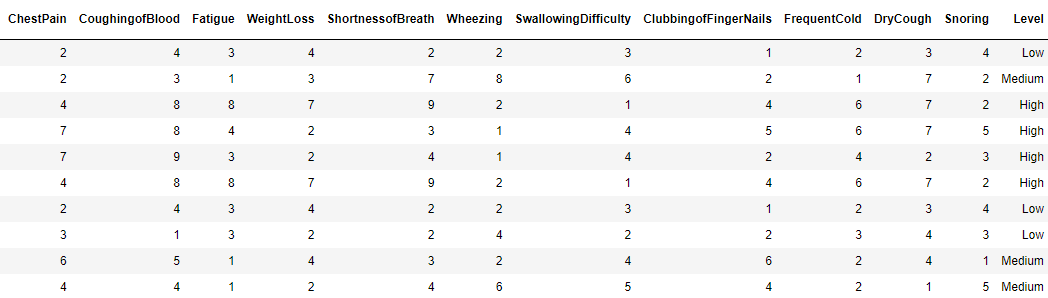 ChestPain CoughingofBlood Fatigue WeightLoss ShortnessofBreath Wheezing SwallowingDifficulty ClubbingofFingerNails FrequentCold DryCough Snoring Level
2 4 3 4 2 2 3 1 2 3 4 Low
2 3 1 3 7 8 6 2 1 7 2 Medium
4 8 8 7 9 2 1 4 6 7 2 High
7 8 4 2 3 1 4 5 6 7 5 High
7 9 3 2 4 1 4 2 4 2 3 High
4 8 8 7 9 2 1 4 6 7 2 High
2 4 3 4 2 2 3 1 2 3 4 Low
3 1 3 2 2 4 2 2 3 4 3 Low
6 5 1 4 3 2 4 6 2 4 1 Medium
4 4 1 2 4 6 5 4 2 1 5 Medium